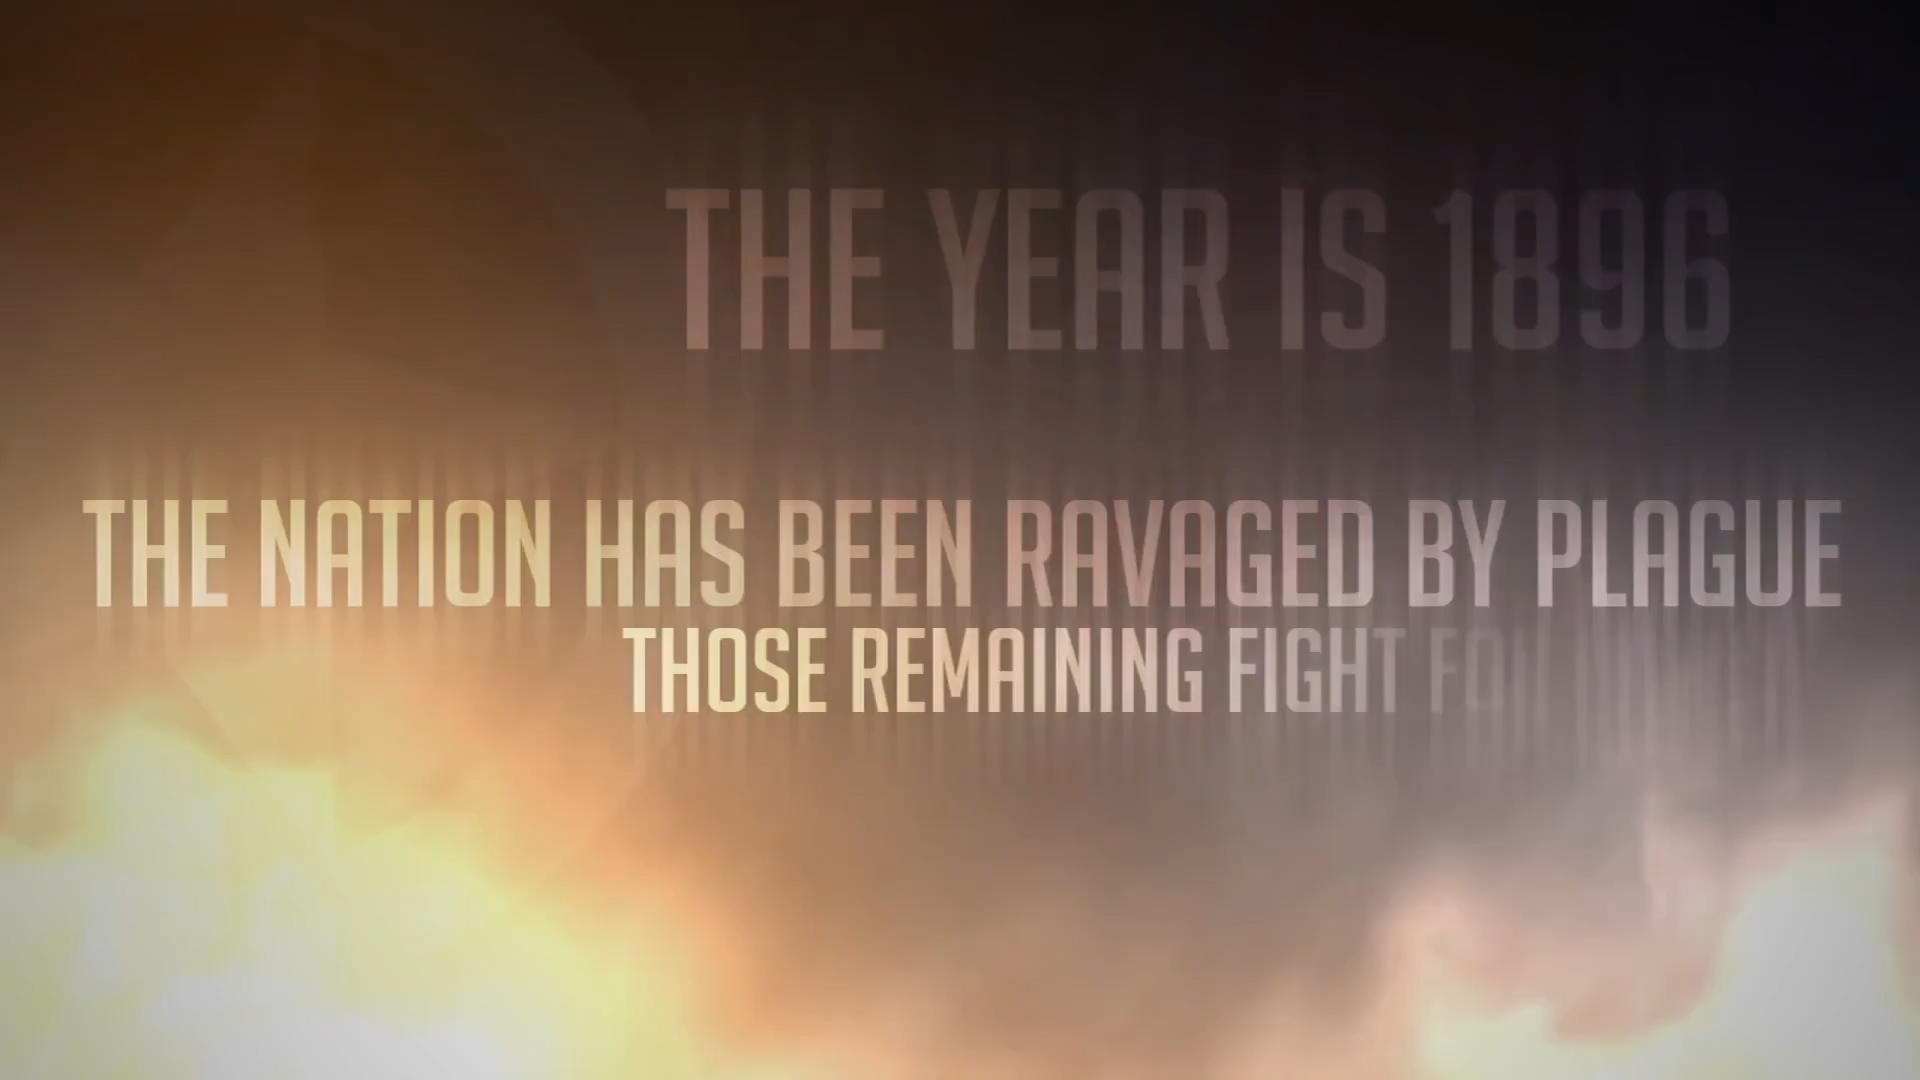 THE YEAR IS 1896
THE NATION HAS BEEN RAVAGED BY PLAGUE
THOSE REMAINING FIGHT